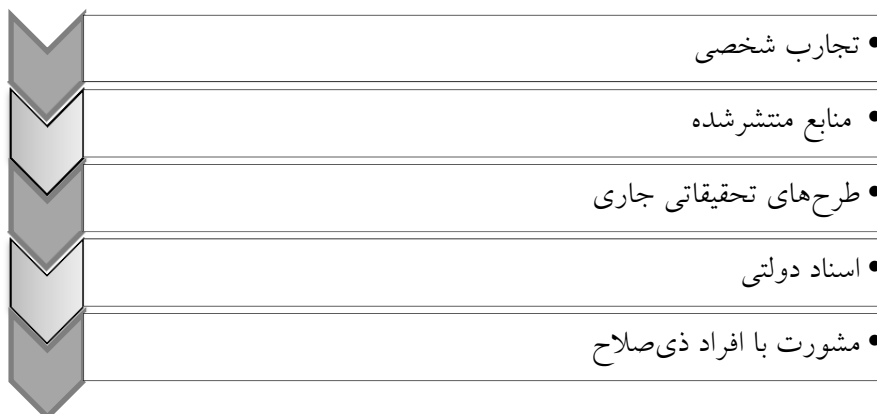 • تجارب شخصی
• منابع منتشرشده
• طرح‌های تحقیقاتی جاری
• اسناد دولتی
• مشورت با افراد ذی‌صلاح